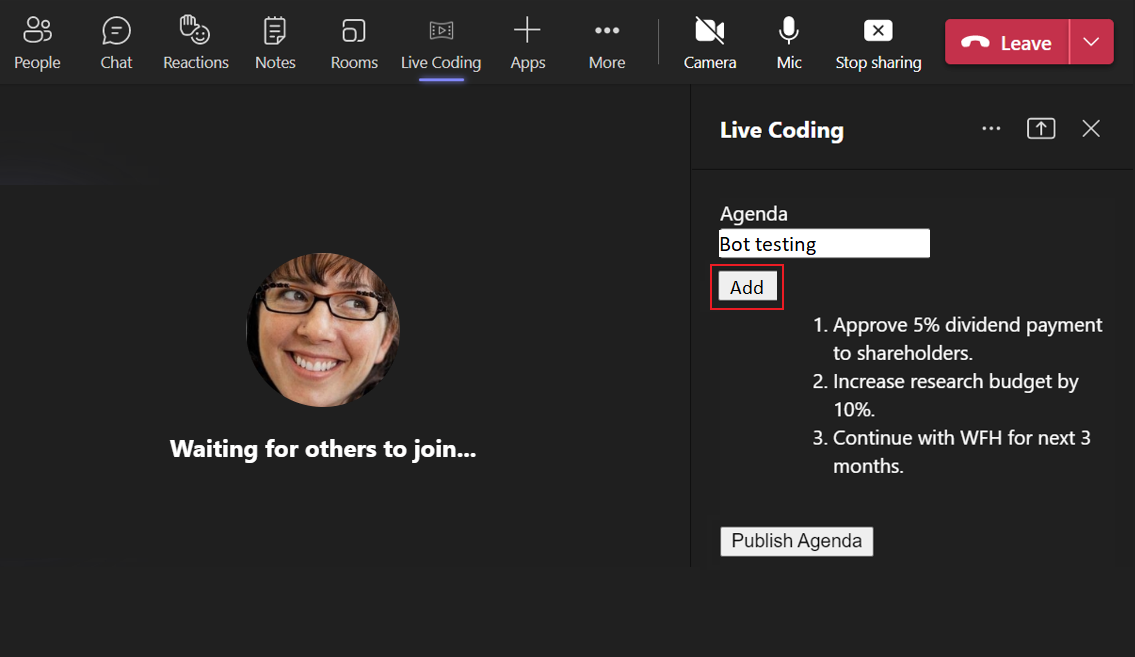 People
Chat
Reactions
Notes
Rooms
Live Coding
Apps
More
Camera
Mic
Stop sharing
Leave
Live Coding
Agenda
Bot testing
Add
1. Approve 5% dividend payment
to shareholders.
2. Increase research budget by
10%.
3. Continue with WFH for next 3
months.
Waiting for others to join...
Publish Agenda